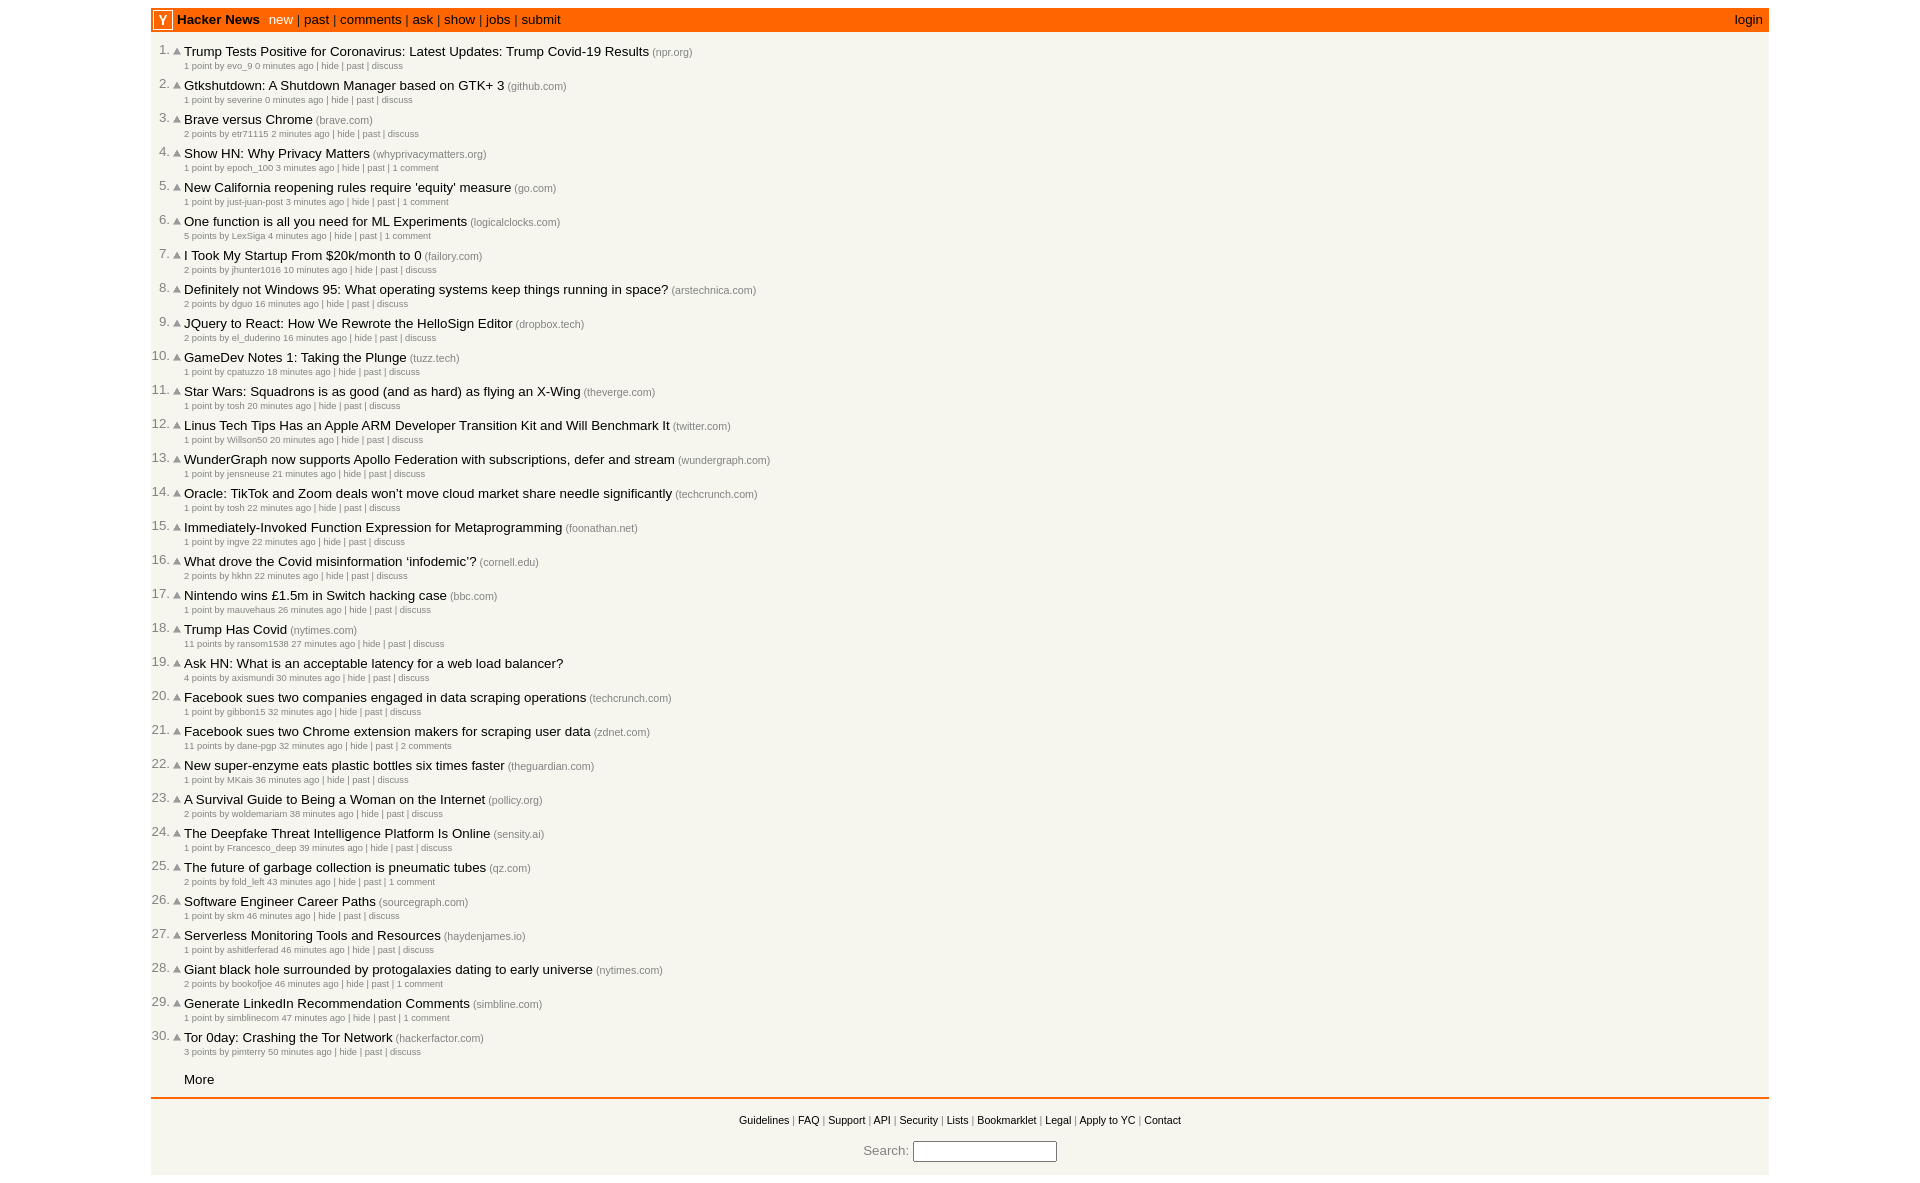 Y Hacker News new | past | comments | ask | show | jobs | submit login
1. Trump Tests Positive for Coronavirus: Latest Updates: Trump Covid-19 Results (npr.org)
1 point by evo_9 0 minutes ago | hide | past | discuss
2. Gtkshutdown: A Shutdown Manager based on GTK+ 3 (github.com)
1 point by severine 0 minutes ago | hide | past | discuss
3. Brave versus Chrome (brave.com)
2 points by etr71115 2 minutes ago | hide | past | discuss
4. Show HN: Why Privacy Matters (whyprivacymatters.org)
1 point by epoch_100 3 minutes ago | hide | past | 1 comment
5. New California reopening rules require 'equity' measure (go.com)
1 point by just-juan-post 3 minutes ago | hide | past | 1 comment
6. One function is all you need for ML Experiments (logicalclocks.com)
5 points by LexSiga 4 minutes ago | hide | past | 1 comment
7. I Took My Startup From $20k/month to 0 (failory.com)
2 points by jhunter1016 10 minutes ago | hide | past | discuss
8. Definitely not Windows 95: What operating systems keep things running in space? (arstechnica.com)
2 points by dguo 16 minutes ago | hide | past | discuss
9. JQuery to React: How We Rewrote the HelloSign Editor (dropbox.tech)
2 points by el_duderino 16 minutes ago | hide | past | discuss
10. GameDev Notes 1: Taking the Plunge (tuzz.tech)
1 point by cpatuzzo 18 minutes ago | hide | past | discuss
11. Star Wars: Squadrons is as good (and as hard) as flying an X-Wing (theverge.com)
1 point by tosh 20 minutes ago | hide | past | discuss
12. Linus Tech Tips Has an Apple ARM Developer Transition Kit and Will Benchmark It (twitter.com)
1 point by Willson50 20 minutes ago | hide | past | discuss
13. WunderGraph now supports Apollo Federation with subscriptions, defer and stream (wundergraph.com)
1 point by jensneuse 21 minutes ago | hide | past | discuss
14. Oracle: TikTok and Zoom deals won’t move cloud market share needle significantly (techcrunch.com)
1 point by tosh 22 minutes ago | hide | past | discuss
15. Immediately-Invoked Function Expression for Metaprogramming (foonathan.net)
1 point by ingve 22 minutes ago | hide | past | discuss
16. What drove the Covid misinformation ‘infodemic’? (cornell.edu)
2 points by hkhn 22 minutes ago | hide | past | discuss
17. Nintendo wins £1.5m in Switch hacking case (bbc.com)
1 point by mauvehaus 26 minutes ago | hide | past | discuss
18. Trump Has Covid (nytimes.com)
11 points by ransom1538 27 minutes ago | hide | past | discuss
19. Ask HN: What is an acceptable latency for a web load balancer?
4 points by axismundi 30 minutes ago | hide | past | discuss
20. Facebook sues two companies engaged in data scraping operations (techcrunch.com)
1 point by gibbon15 32 minutes ago | hide | past | discuss
21. Facebook sues two Chrome extension makers for scraping user data (zdnet.com)
11 points by dane-pgp 32 minutes ago | hide | past | 2 comments
22. New super-enzyme eats plastic bottles six times faster (theguardian.com)
1 point by MKais 36 minutes ago | hide | past | discuss
23. A Survival Guide to Being a Woman on the Internet (pollicy.org)
2 points by woldemariam 38 minutes ago | hide | past | discuss
24. The Deepfake Threat Intelligence Platform Is Online (sensity.ai)
1 point by Francesco_deep 39 minutes ago | hide | past | discuss
25. The future of garbage collection is pneumatic tubes (qz.com)
2 points by fold_left 43 minutes ago | hide | past | 1 comment
26. Software Engineer Career Paths (sourcegraph.com)
1 point by skm 46 minutes ago | hide | past | discuss
27. Serverless Monitoring Tools and Resources (haydenjames.io)
1 point by ashitlerferad 46 minutes ago | hide | past | discuss
28. Giant black hole surrounded by protogalaxies dating to early universe (nytimes.com)
2 points by bookofjoe 46 minutes ago | hide | past | 1 comment
29. Generate LinkedIn Recommendation Comments (simbline.com)
1 point by simblinecom 47 minutes ago | hide | past | 1 comment
30. Tor 0day: Crashing the Tor Network (hackerfactor.com)
3 points by pimterry 50 minutes ago | hide | past | discuss
More
Guidelines | FAQ | Support | API | Security | Lists | Bookmarklet | Legal | Apply to YC | Contact
Search: